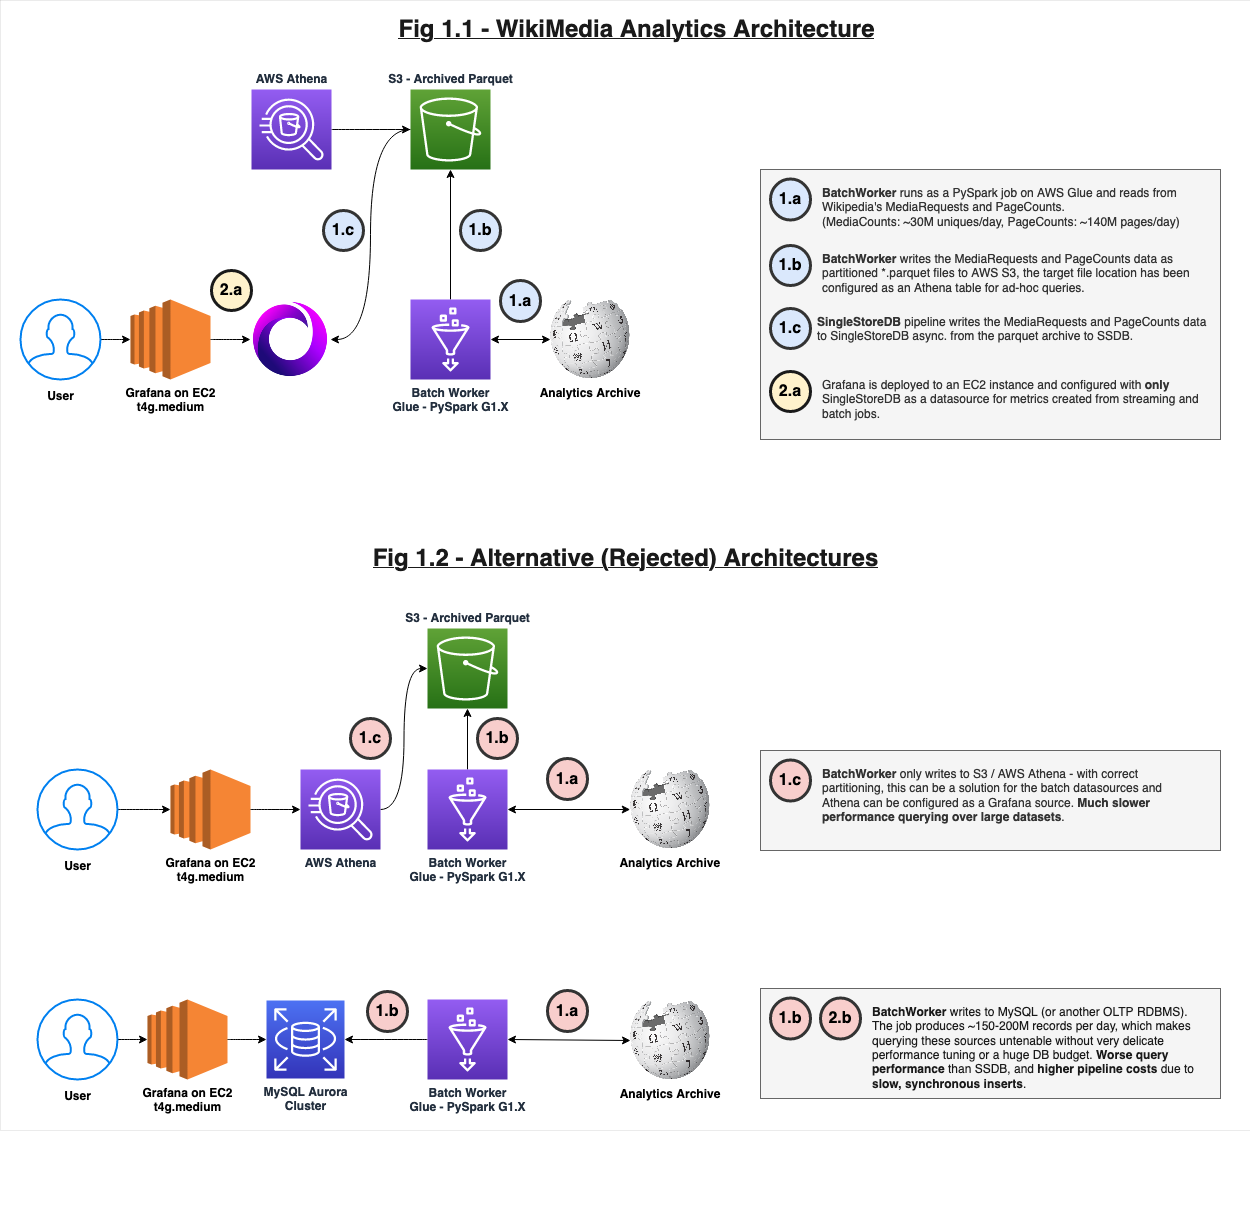 Fig 1.1 - WikiMedia Analytics Architecture
AWS Athena
S3 - Archived Parquet
1.c
1.b
2.a
1.a
User
Grafana on EC2
t4g.medium
Batch Worker
Glue - PySpark G1.X
Analytics Archive
1.a
BatchWorker runs as a PySpark job on AWS Glue and reads from
Wikipedia's MediaRequests and PageCounts.
(MediaCounts: ~30M uniques/day, PageCounts: ~140M pages/day)
1.b
BatchWorker writes the MediaRequests and PageCounts data as
partitioned *.parquet files to AWS S3, the target file location has been
configured as an Athena table for ad-hoc queries.
1.c
SingleStoreDB pipeline writes the MediaRequests and PageCounts data
to SingleStoreDB async. from the parquet archive to SSDB.
2.a
Grafana is deployed to an EC2 instance and configured with only
SingleStoreDB as a datasource for metrics created from streaming and
batch jobs.
Fig 1.2 - Alternative (Rejected) Architectures
S3 - Archived Parquet
1.c
1.b
1.a
User
Grafana on EC2
t4g.medium
AWS Athena
Batch Worker
Glue - PySpark G1.X
Analytics Archive
1.c
BatchWorker only writes to S3 / AWS Athena - with correct
partitioning, this can be a solution for the batch datasources and
Athena can be configured as a Grafana source. Much slower
performance querying over large datasets.
1.b
1.a
User
Grafana on EC2
t4g.medium
MySQL Aurora
Cluster
Batch Worker
Glue - PySpark G1.X
Analytics Archive
1.b
2.b
BatchWorker writes to MySQL (or another OLTP RDBMS).
The job produces ~150-200M records per day, which makes
querying these sources untenable without very delicate
performance tuning or a huge DB budget. Worse query
performance than SSDB, and higher pipeline costs due to
slow, synchronous inserts.